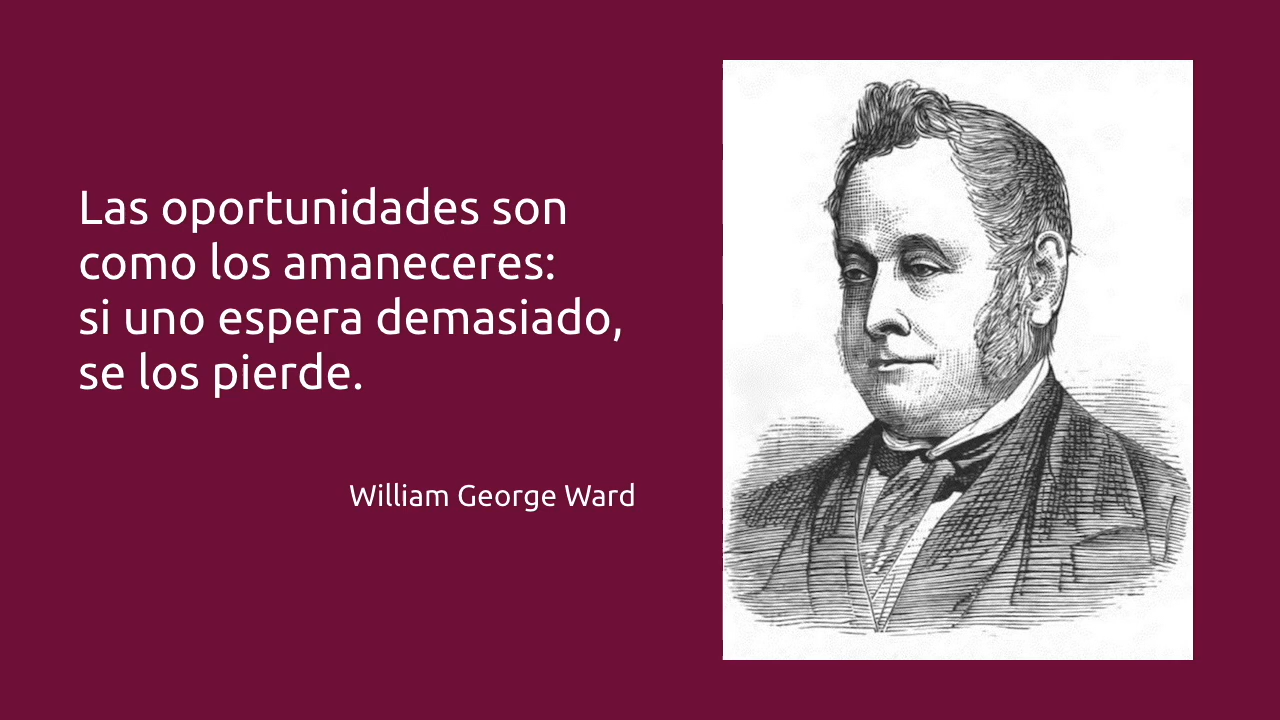 Las oportunidades son
como los amaneceres:
si uno espera demasiado,
se los pierde.
William George Ward